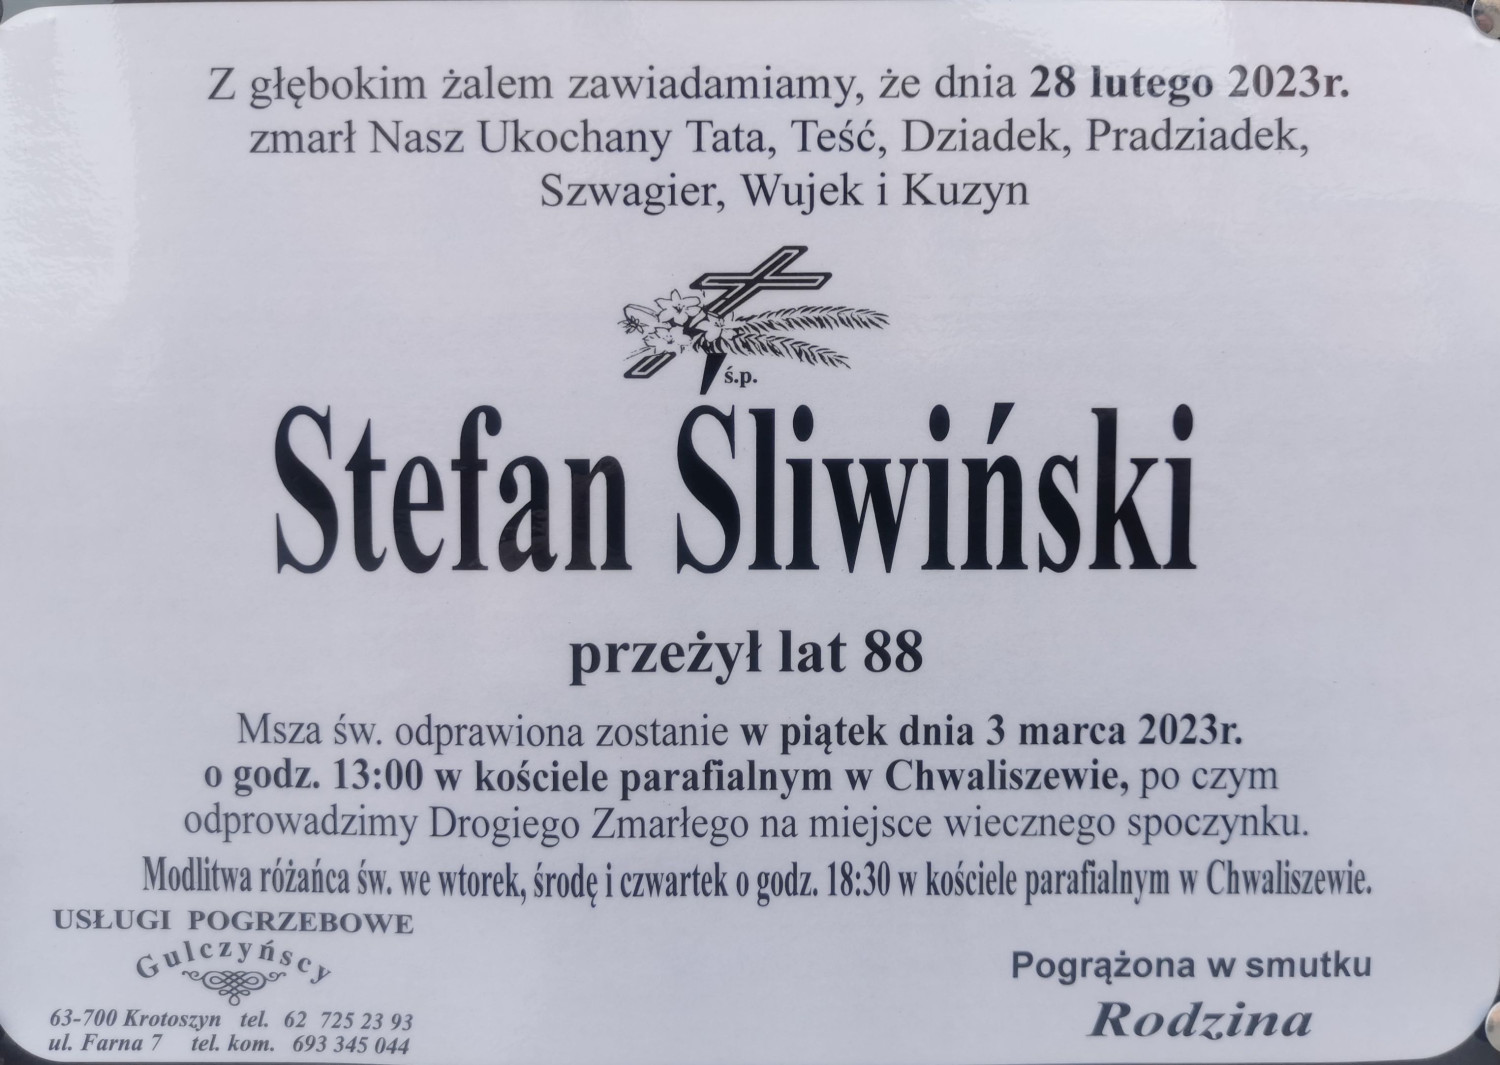 Z głębokim żalem zawiadamiamy, że dnia 28 lutego 2023r.
zmarł Nasz Ukochany Tata, Teść, Dziadek, Pradziadek,
Szwagier, Wujek i Kuzyn
ś.p.
Stefan Śliwiński
przeżył lat 88
Msza św. odprawiona zostanie w piątek dnia 3 marca 2023r.
o godz. 13:00 w kościele parafialnym w Chwaliszewie, po czym
odprowadzimy Drogiego Zmarłego na miejsce wiecznego spoczynku.
Modlitwa różańca św. we wtorek, środę i czwartek o godz. 18:30 w kościele parafialnym w Chwaliszewie.
USŁUGI POGRZEBOWE
Gulczyńscy
63-700 Krotoszyn tel. 62 725 23 93
ul. Farna 7 tel. kom. 693 345 044
Pogrążona w smutku
Rodzina